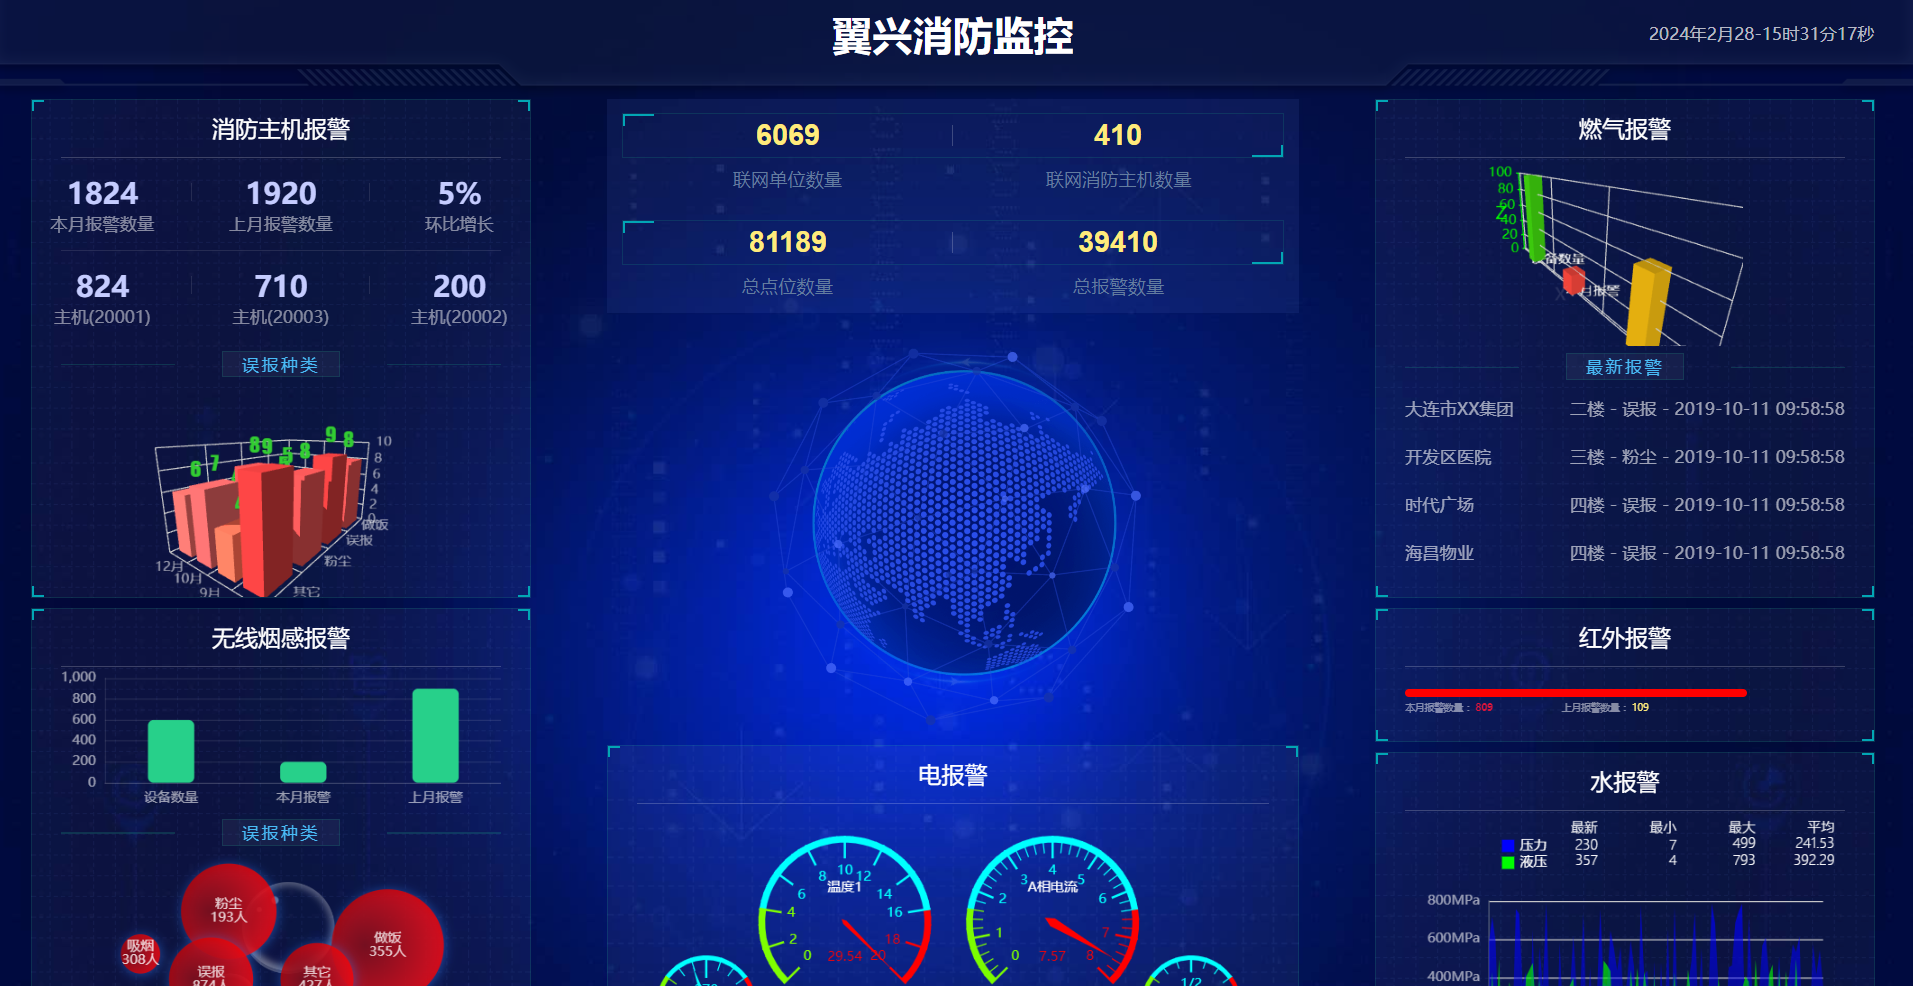 翼兴消防监控
2024年2月28-15时31分17秒
消防主机报警
1824 1920 5%
本月报警数量 上月报警数量 环比增长
824 710 200
主机(20001) 主机(20003) 主机(20002)
误报种类
6 7 8 9 5 8 9 8
10
8
6
4
2
0
做饭
误报
粉尘
其它
12月
10月
9月
无线烟感报警
1,000
800
600
400
200
0
设备数量 本月报警 上月报警
误报种类
粉尘
193人
吸烟
308人
误报
874人
其它
427人
做饭
355人
6069 410
联网单位数量 联网消防主机数量
81189 39410
总点位数量 总报警数量
电报警
0 2 4 6 8 10 12 14 16 18 20
温度1
29.54
0 1 2 3 4 5 6 7 8
A相电流
7.57
1/2
燃气报警
100
80
60
40
20
0
Z
设备数量
X
月报警
最新报警
大连市XX集团 二楼 - 误报 - 2019-10-11 09:58:58
开发区医院 三楼 - 粉尘 - 2019-10-11 09:58:58
时代广场 四楼 - 误报 - 2019-10-11 09:58:58
海昌物业 四楼 - 误报 - 2019-10-11 09:58:58
红外报警
本月报警数量：809 上月报警数量：109
水报警
最新 最小 最大 平均
压力 230 7 499 241.53
液压 357 4 793 392.29
800MPa
600MPa
400MPa